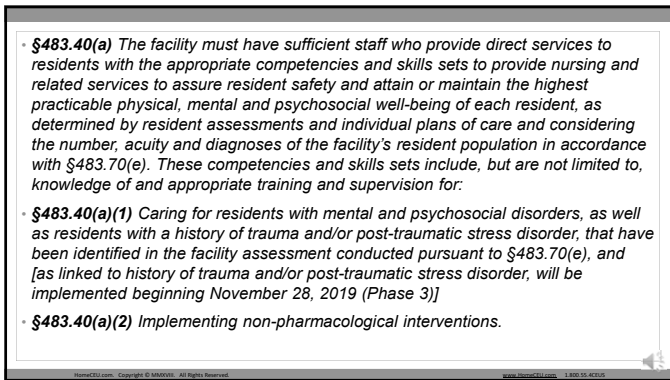 • §483.40(a) The facility must have sufficient staff who provide direct services to
residents with the appropriate competencies and skills sets to provide nursing and
related services to assure resident safety and attain or maintain the highest
practicable physical, mental and psychosocial well-being of each resident, as
determined by resident assessments and individual plans of care and considering
the number, acuity and diagnoses of the facility's resident population in accordance
with §483.70(e). These competencies and skills sets include, but are not limited to,
knowledge of and appropriate training and supervision for:
• §483.40(a)(1) Caring for residents with mental and psychosocial disorders, as well
as residents with a history of trauma and/or post-traumatic stress disorder, that have
been identified in the facility assessment conducted pursuant to §483.70(e), and
[as linked to history of trauma and/or post-traumatic stress disorder, will be
implemented beginning November 28, 2019 (Phase 3)]
• §483.40(a)(2) Implementing non-pharmacological interventions.
HomeCEU.com. Copyright © MMXVIII. All Rights Reserved. www.HomeCEU.com 1.800.55.4CEUS